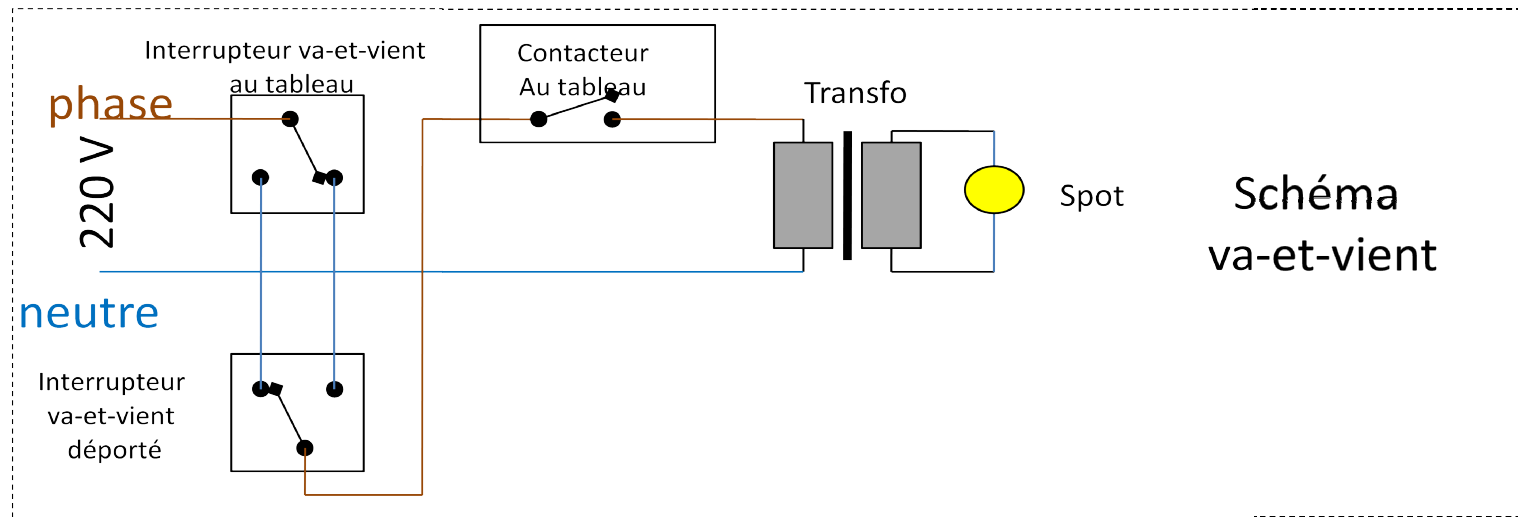 Interrupteur va-et-vient
au tableau
Contacteur
Au tableau
Transfo
phase
220 V
neutre
Spot
Schéma
va-et-vient
Interrupteur
va-et-vient
déporté